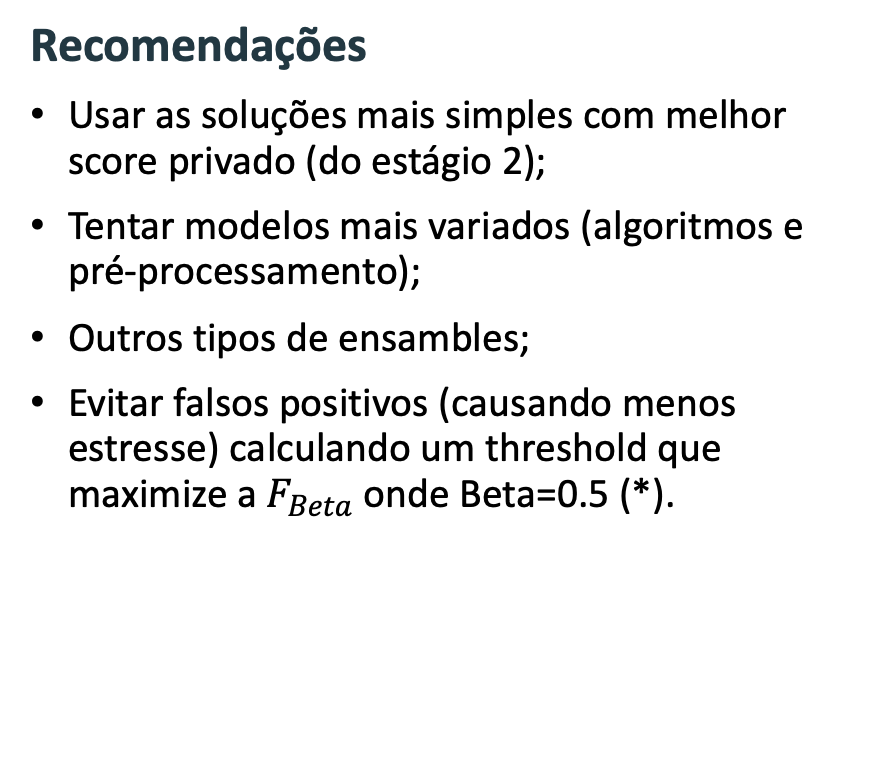 Recomendações
• Usar as soluções mais simples com melhor
score privado (do estágio 2);
• Tentar modelos mais variados (algoritmos e
pré-processamento);
• Outros tipos de ensambles;
• Evitar falsos positivos (causando menos
estresse) calculando um threshold que
maximize a F_Beta onde Beta=0.5 (*).